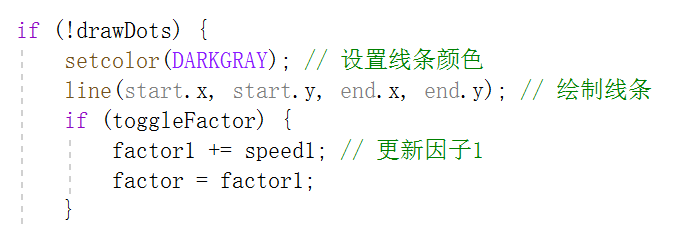 if (!drawDots) {
setcolor(DARKGRAY); // 设置线条颜色
line(start.x, start.y, end.x, end.y); // 绘制线条
if (toggleFactor) {
factor1 += speed1; // 更新因子1
factor = factor1;
}